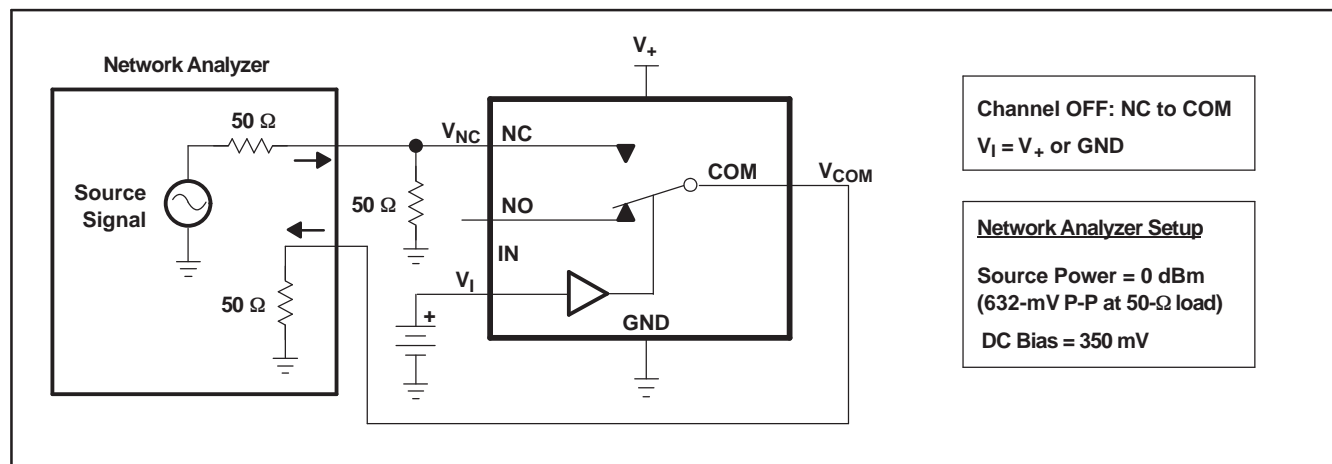 Network Analyzer
50 Ω
Source
Signal
50 Ω
V+
VNC
NC
50 Ω
NO
IN
VI
+
COM
VCOM
GND
Channel OFF: NC to COM
VI = V+ or GND
Network Analyzer Setup
Source Power = 0 dBm
(632-mV P-P at 50-Ω load)
DC Bias = 350 mV